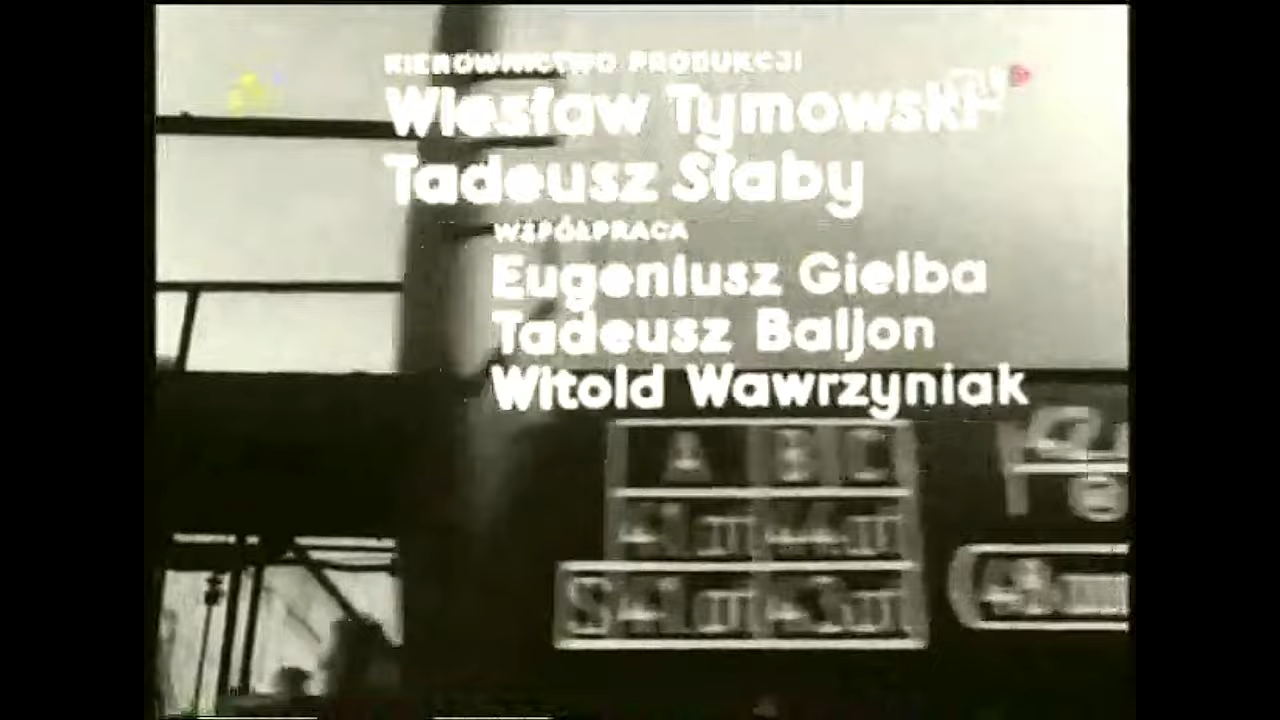 KIEROWNICTWO PRODUKCJI
Wiesław Tymowski
Tadeusz Słaby
WSPÓŁPRACA
Eugeniusz Gielba
Tadeusz Baljon
Witold Wawrzyniak
A B C
S